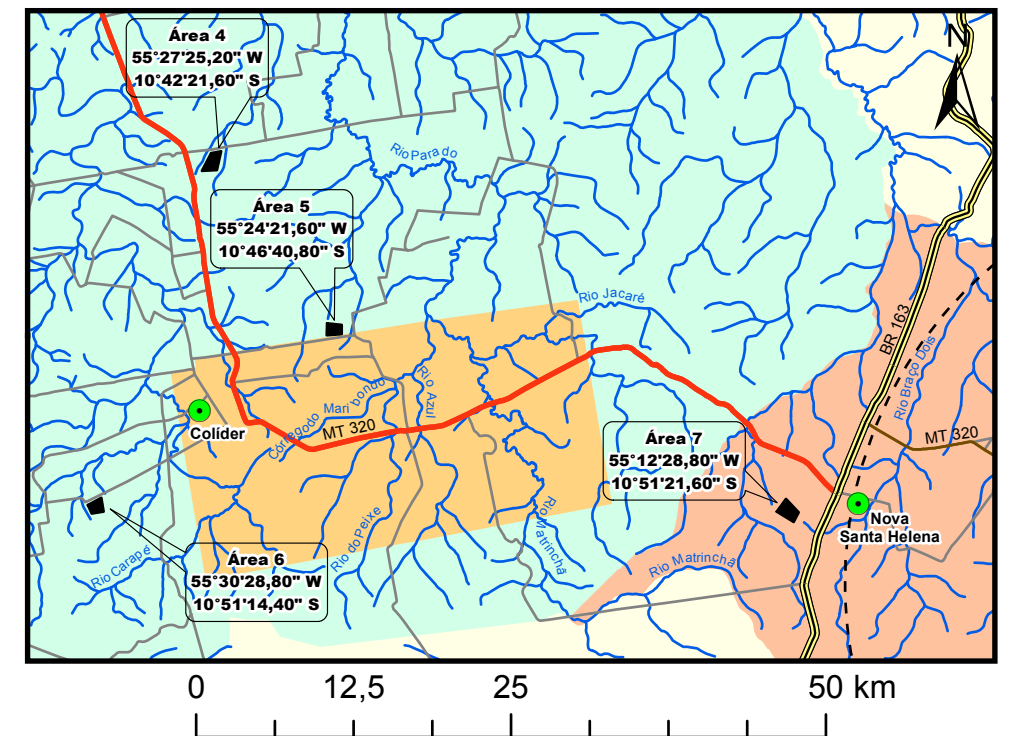 Área 4
55°27'25,20" W
10°42'21,60" S
N
Rio Parado
Área 5
55°24'21,60" W
10°46'40,80" S
Rio Jacaré
BR 163
Rio Braço Dois
Rio Azul
Córrego do Maribondo
Colíder
MT 320
MT 320
Área 7
55°12'28,80" W
10°51'21,60" S
Nova
Santa Helena
Rio do Peixe
Rio Matrinchã
Rio Matrinchã
Rio Carapé
Área 6
55°30'28,80" W
10°51'14,40" S
0 12,5 25 50 km